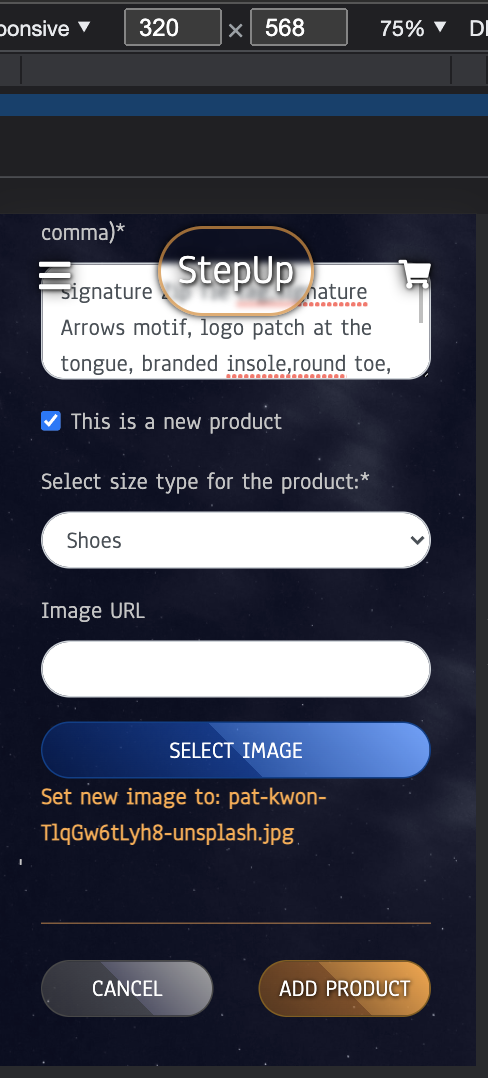 ponsive ▼ 320 × 568 75% ▼
comma)*
StepUp
signature
Arrows motif, logo patch at the
tongue, branded insole,round toe,
This is a new product
Select size type for the product:*
Shoes
Image URL
SELECT IMAGE
Set new image to: pat-kwon-
TlqGw6tLyh8-unsplash.jpg
'
CANCEL ADD PRODUCT